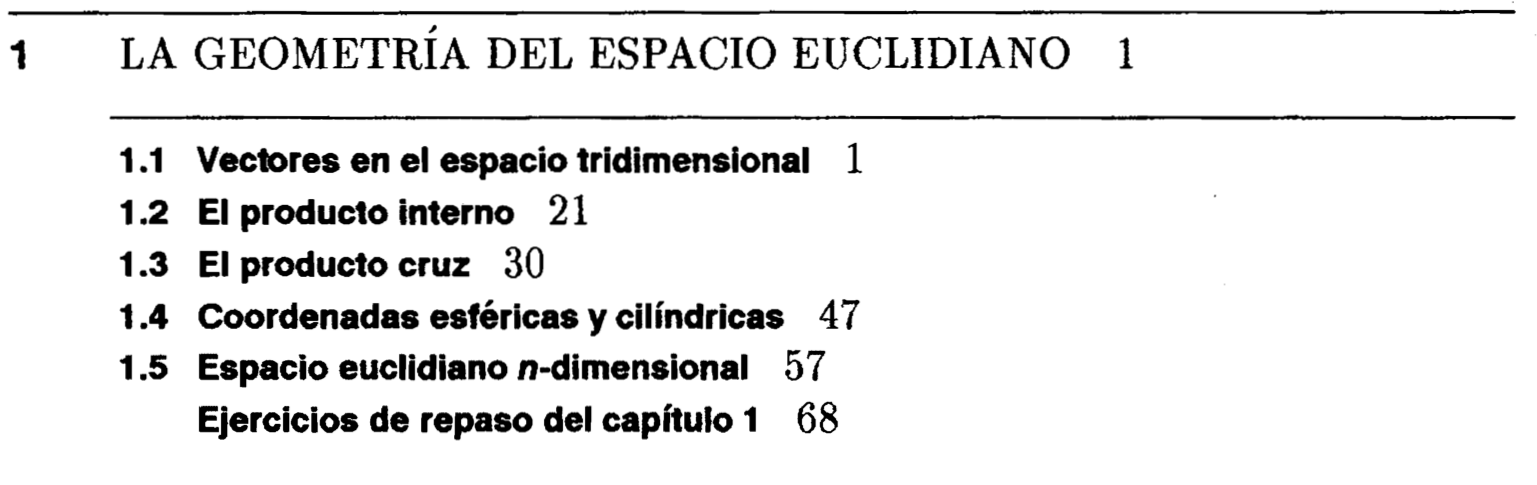 1 LA GEOMETRÍA DEL ESPACIO EUCLIDIANO 1
1.1 Vectores en el espacio tridimensional 1
1.2 El producto interno 21
1.3 El producto cruz 30
1.4 Coordenadas esféricas y cilíndricas 47
1.5 Espacio euclidiano n-dimensional 57
Ejercicios de repaso del capítulo 1 68